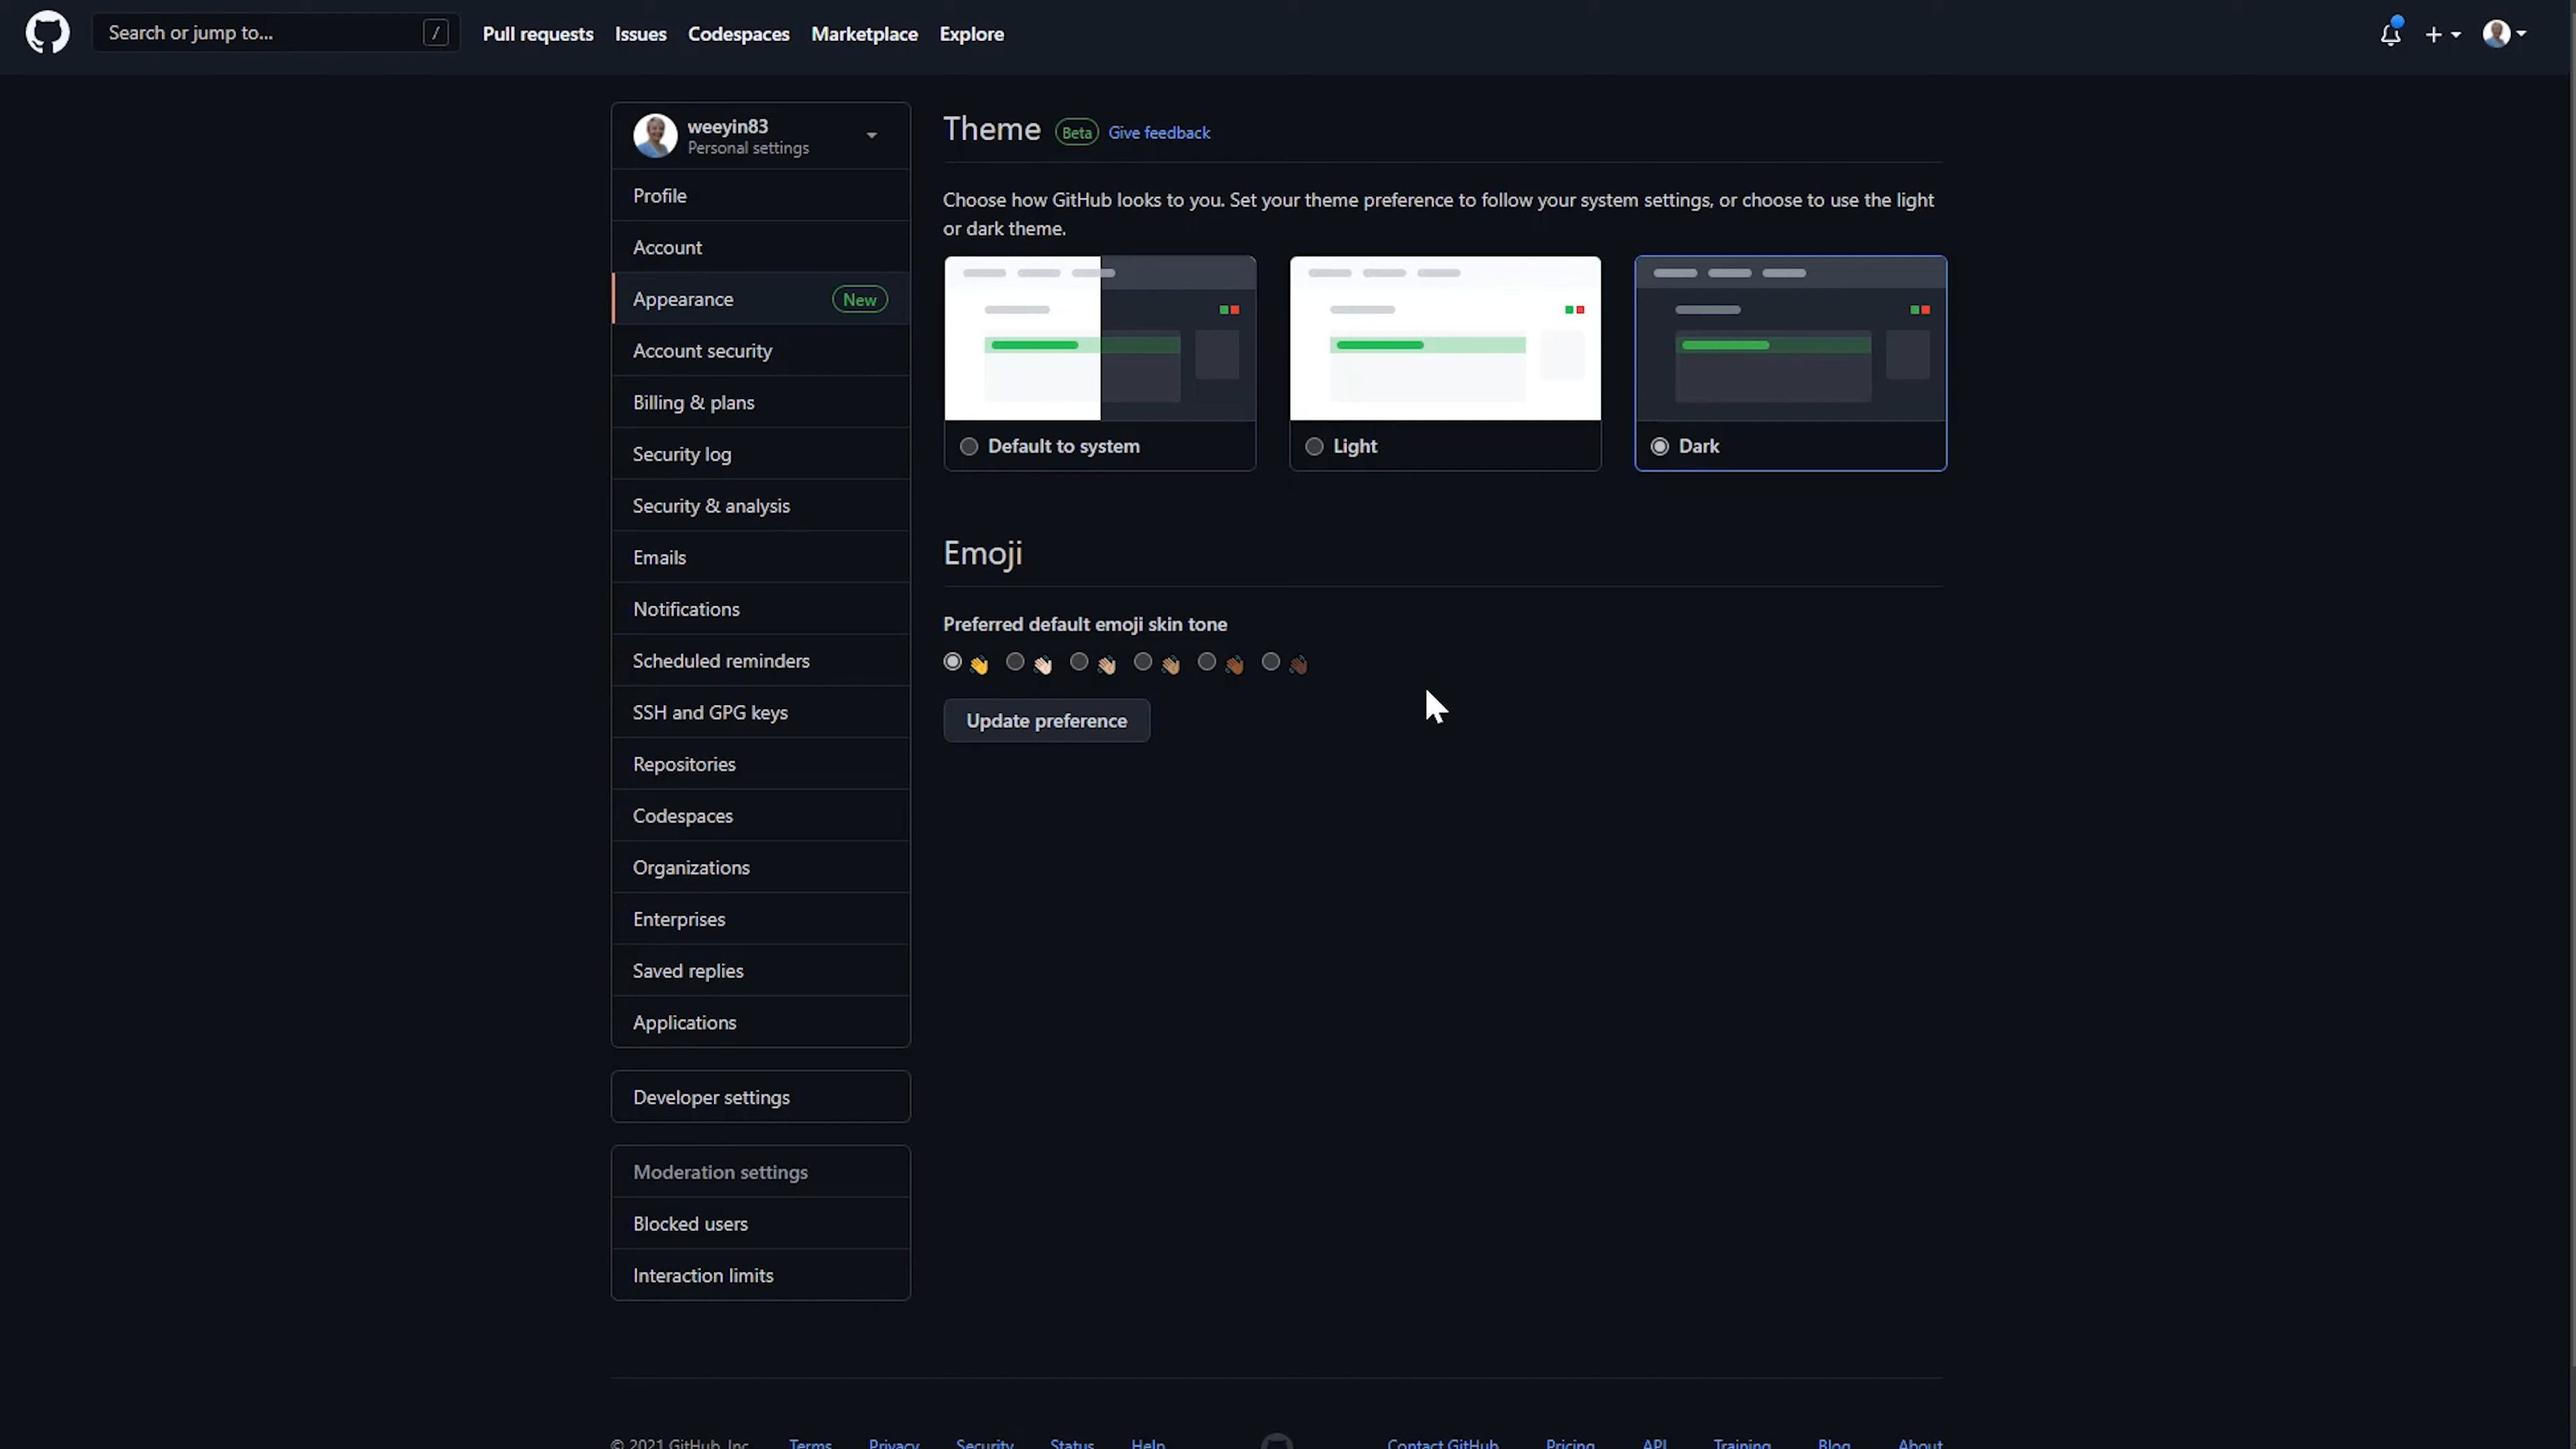 Search or jump to... /
Pull requests Issues Codespaces Marketplace Explore
weeyin83
Personal settings
Profile
Account
Appearance New
Account security
Billing & plans
Security log
Security & analysis
Emails
Notifications
Scheduled reminders
SSH and GPG keys
Repositories
Codespaces
Organizations
Enterprises
Saved replies
Applications
Developer settings
Moderation settings
Blocked users
Interaction limits
Theme Beta Give feedback
Choose how GitHub looks to you. Set your theme preference to follow your system settings, or choose to use the light
or dark theme.
Default to system Light Dark
Emoji
Preferred default emoji skin tone
Update preference
© 2021 GitHub, Inc. Terms Privacy Security Status Help Contact GitHub Pricing API Training Blog About